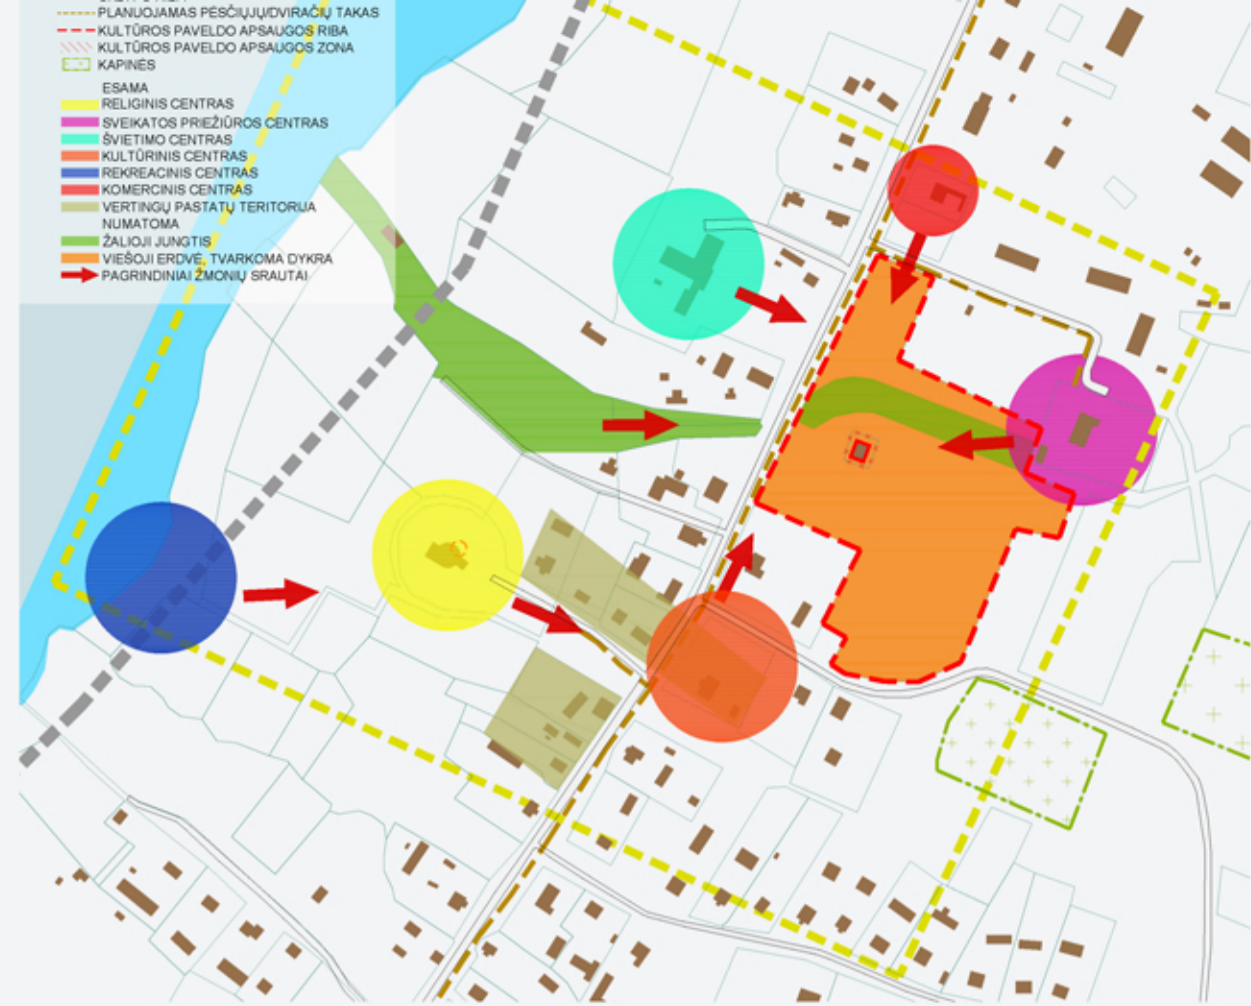 PLANUOJAMAS PĖSČIŲJŲ/DVIRAČIŲ TAKAS
KULTŪROS PAVELDO APSAUGOS RIBA
KULTŪROS PAVELDO APSAUGOS ZONA
KAPINĖS
ESAMA
RELIGINIS CENTRAS
SVEIKATOS PRIEŽIŪROS CENTRAS
ŠVIETIMO CENTRAS
KULTŪRINIS CENTRAS
REKREACINIS CENTRAS
KOMERCINIS CENTRAS
VERTINGŲ PASTATŲ TERITORIJA
NUMATOMA
ŽALIOJI JUNGTIS
VIEŠOJI ERDVĖ, TVARKOMA DYKRA
PAGRINDINIAI ŽMONIŲ SRAUTAI